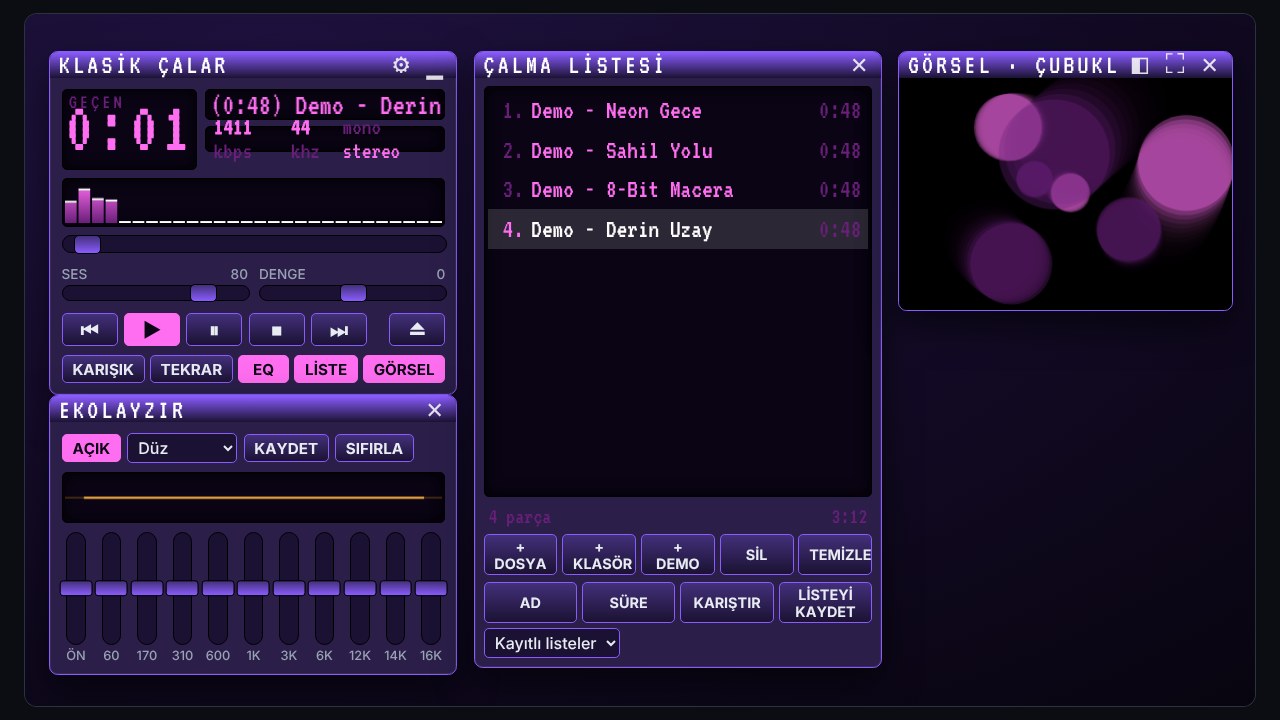 KLASİK ÇALAR
GEÇEN
0:01
(0:48) Demo - Derin
1411 44 mono
kbps khz stereo
SES 80 DENGE 0
KARIŞIK TEKRAR EQ LİSTE GÖRSEL
EKOLAYZIR
AÇIK Düz KAYDET SIFIRLA
ÖN 60 170 310 600 1K 3K 6K 12K 14K 16K
ÇALMA LİSTESİ
1. Demo - Neon Gece 0:48
2. Demo - Sahil Yolu 0:48
3. Demo - 8-Bit Macera 0:48
4. Demo - Derin Uzay 0:48
4 parça 3:12
+ DOSYA + KLASÖR + DEMO SİL TEMİZLE
AD SÜRE KARIŞTIR LİSTEYİ KAYDET
Kayıtlı listeler
GÖRSEL · ÇUBUKL